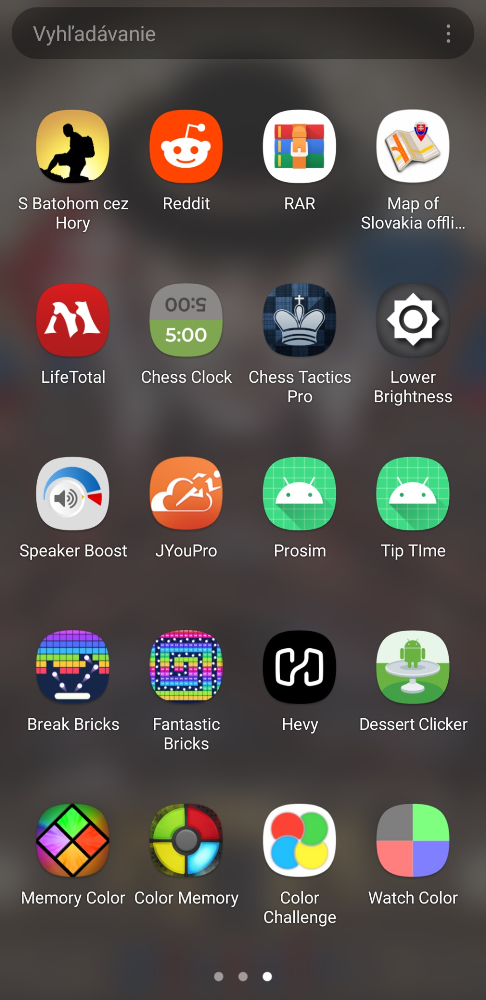 Vyhľadávanie
S Batohom cez
Hory
Reddit
RAR
Map of
Slovakia offli...
00:5
5:00
LifeTotal
Chess Clock
Chess Tactics
Pro
Lower
Brightness
Speaker Boost
JYouPro
Prosim
Tip TIme
Break Bricks
Fantastic
Bricks
Hevy
Dessert Clicker
Memory Color
Color Memory
Color
Challenge
Watch Color